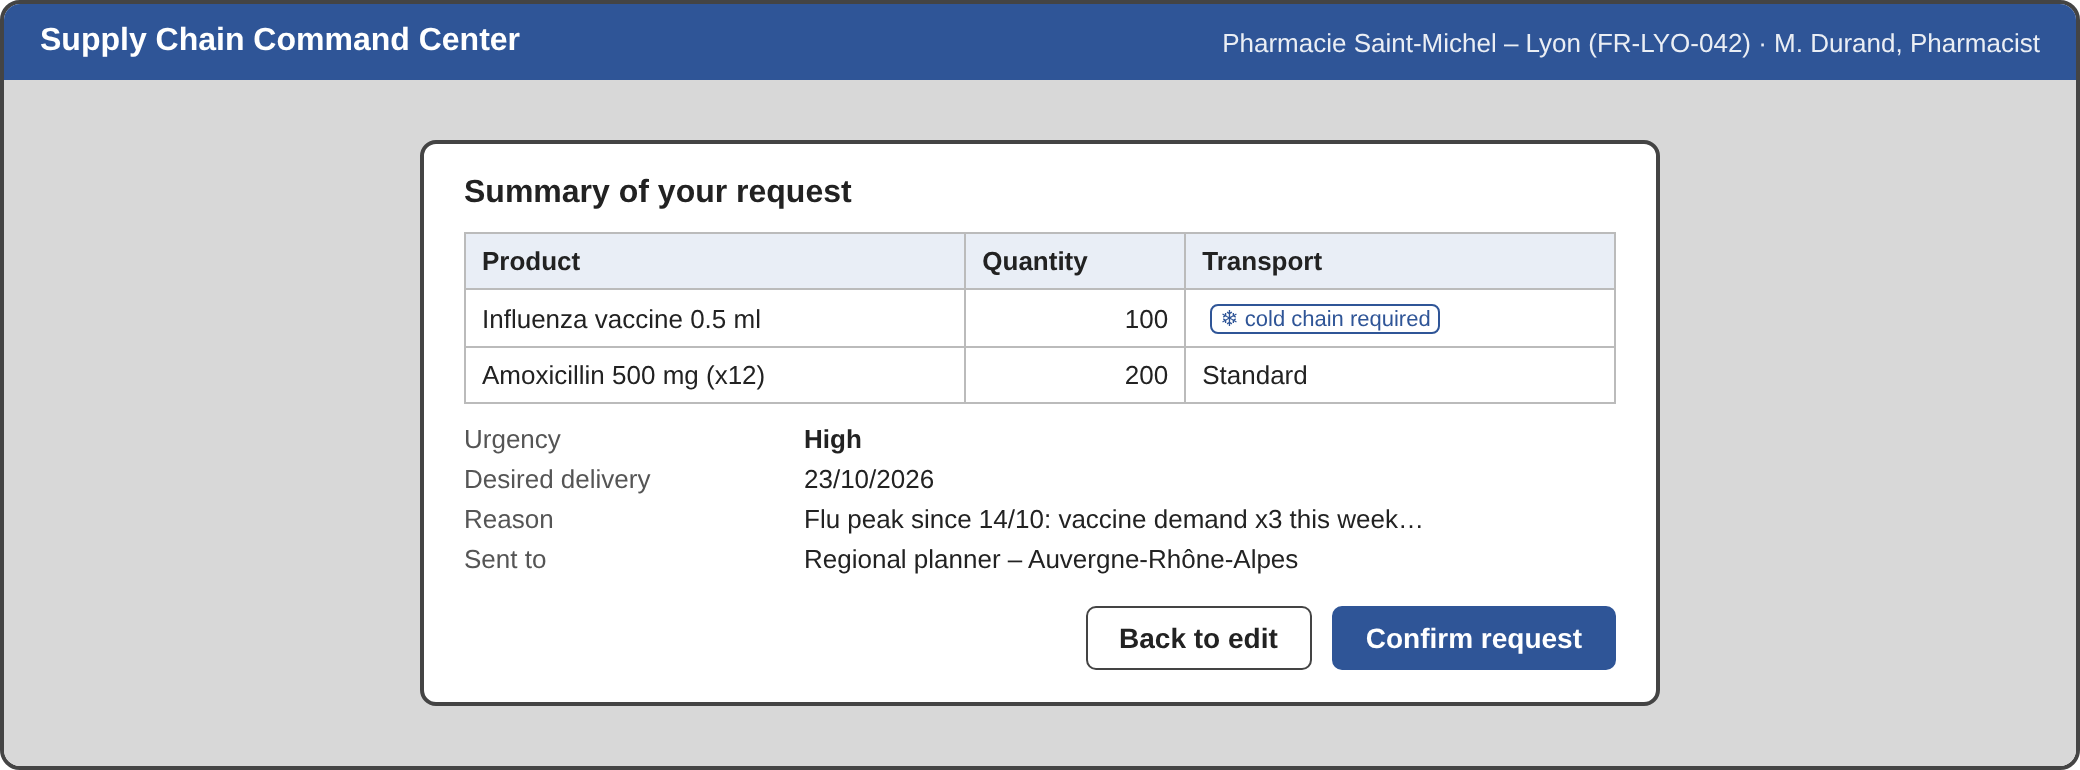 Supply Chain Command Center
Pharmacie Saint-Michel – Lyon (FR-LYO-042) · M. Durand, Pharmacist
Summary of your request
Product Quantity Transport
Influenza vaccine 0.5 ml 100 ❄ cold chain required
Amoxicillin 500 mg (x12) 200 Standard
Urgency High
Desired delivery 23/10/2026
Reason Flu peak since 14/10: vaccine demand x3 this week…
Sent to Regional planner – Auvergne-Rhône-Alpes
Back to edit Confirm request